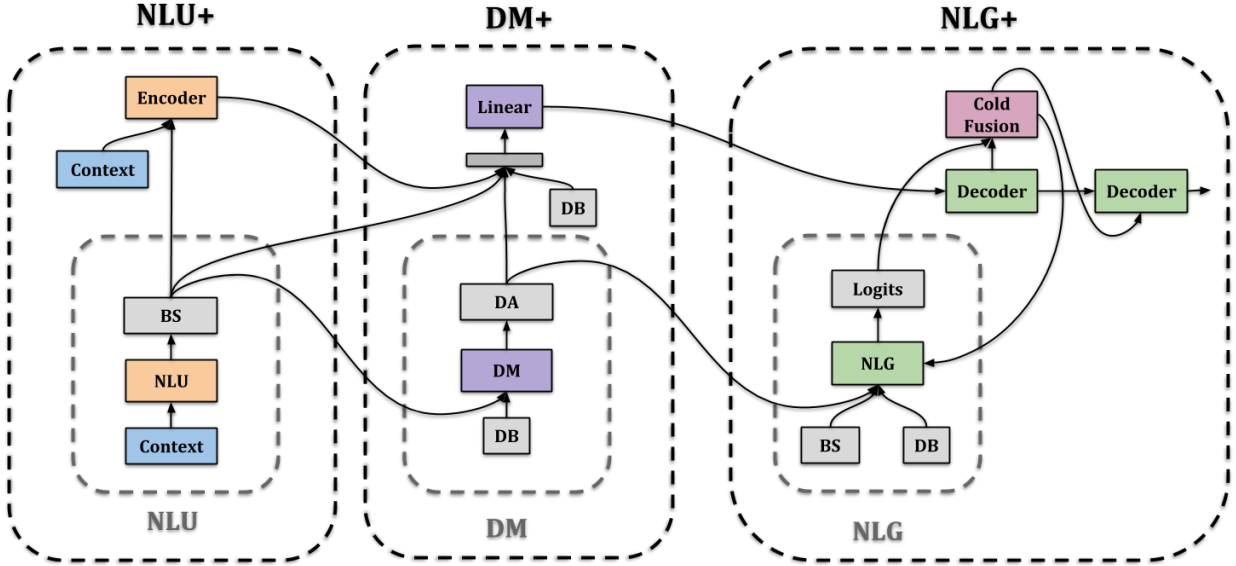 NLU+
DM+
NLG+
Encoder
Context
BS
NLU
Context
NLU
Linear
DB
DA
DM
DB
DM
Cold
Fusion
Decoder
Decoder
Logits
NLG
BS
DB
NLG